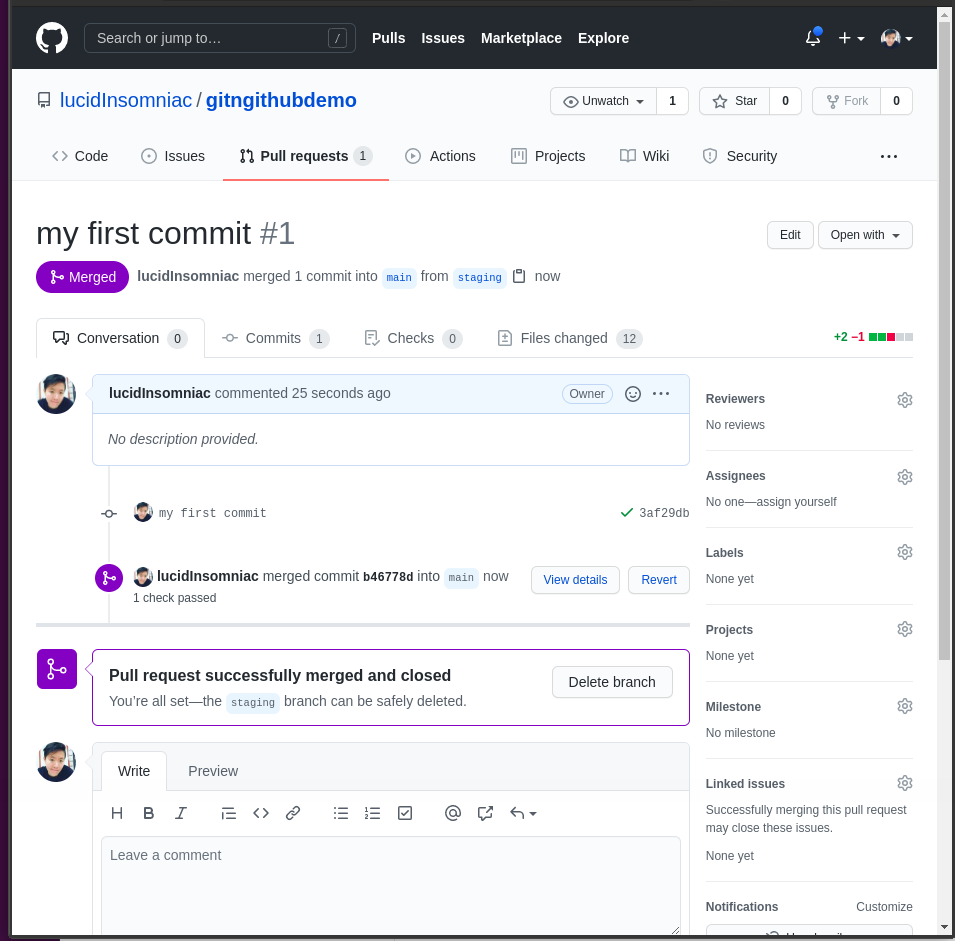 Search or jump to… /
Pulls Issues Marketplace Explore
lucidInsomniac / gitngithubdemo
Unwatch 1 Star 0 Fork 0
Code Issues Pull requests 1 Actions Projects Wiki Security
my first commit #1
Edit Open with
Merged lucidInsomniac merged 1 commit into main from staging now
Conversation 0 Commits 1 Checks 0 Files changed 12 +2 −1
lucidInsomniac commented 25 seconds ago Owner
No description provided.
my first commit 3af29db
lucidInsomniac merged commit b46778d into main now
1 check passed
View details Revert
Pull request successfully merged and closed
You're all set—the staging branch can be safely deleted.
Delete branch
Write Preview
Leave a comment
Reviewers
No reviews
Assignees
No one—assign yourself
Labels
None yet
Projects
None yet
Milestone
No milestone
Linked issues
Successfully merging this pull request
may close these issues.
None yet
Notifications Customize